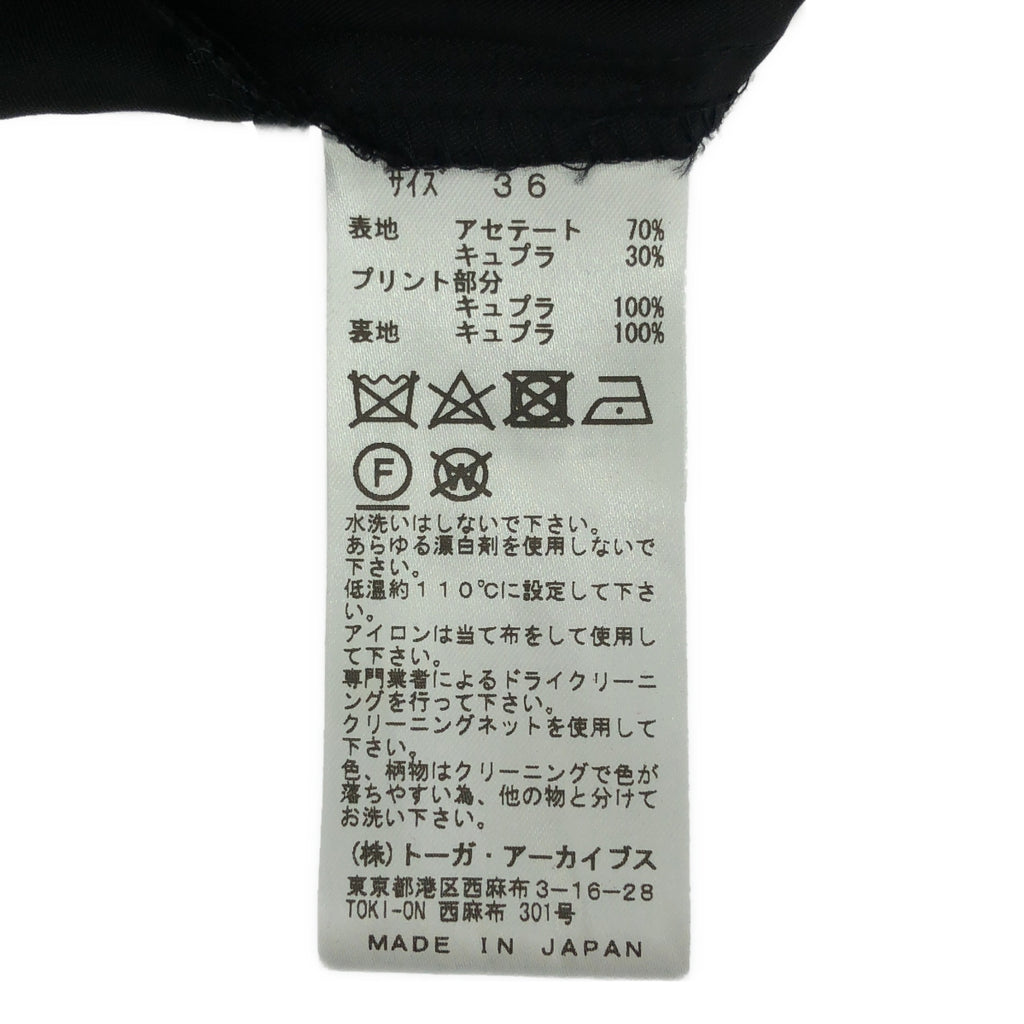 サイズ 36
表地 アセテート 70%
キュプラ 30%
プリント部分
キュプラ 100%
裏地 キュプラ 100%
F W
水洗いはしないで下さい。
あらゆる漂白剤を使用しないで
下さい。
低温約110℃に設定して下さ
い。
アイロンは当て布をして使用し
て下さい。
専門業者によるドライクリーニ
ングを行って下さい。
クリーニングネットを使用して
下さい。
色、柄物はクリーニングで色が
落ちやすい為、他の物と分けて
お洗い下さい。
(株)トーガ・アーカイブス
東京都港区西麻布3-16-28
TOKI-ON 西麻布 301号
MADE IN JAPAN